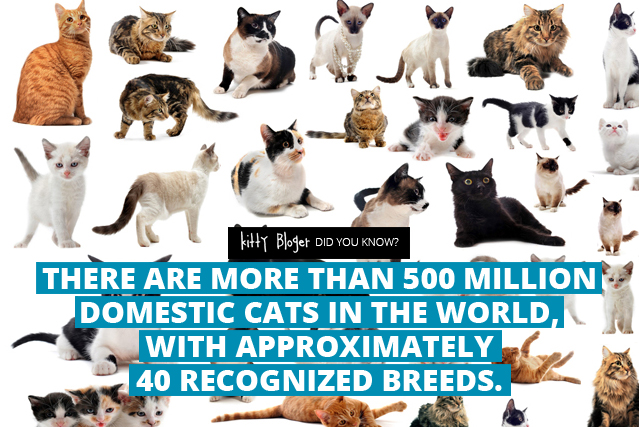 kitty Bloger DID YOU KNOW?
THERE ARE MORE THAN 500 MILLION
DOMESTIC CATS IN THE WORLD,
WITH APPROXIMATELY
40 RECOGNIZED BREEDS.